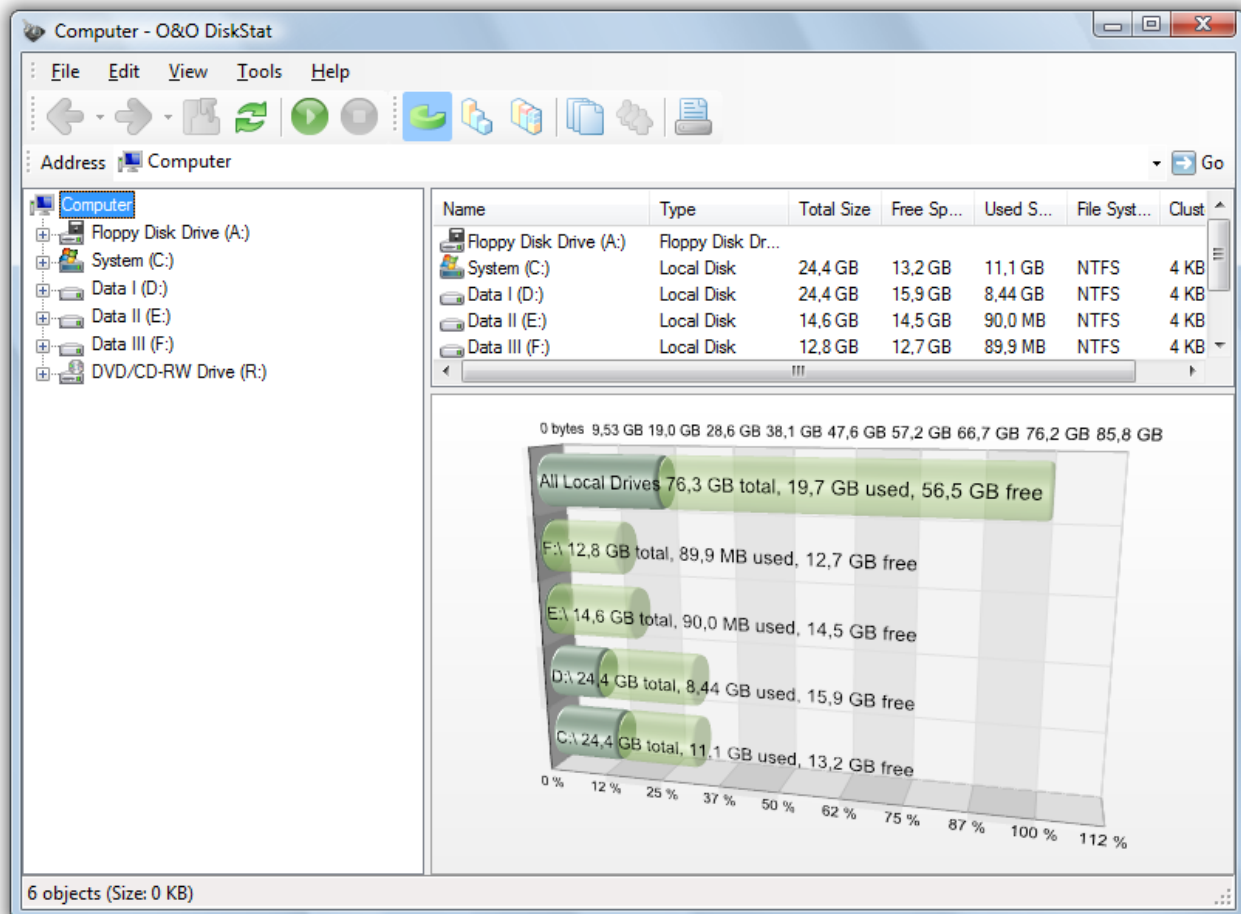 Computer - O&O DiskStat
File Edit View Tools Help
Address Computer Go
Computer
Floppy Disk Drive (A:)
System (C:)
Data I (D:)
Data II (E:)
Data III (F:)
DVD/CD-RW Drive (R:)
Name Type Total Size Free Sp... Used S... File Syst... Clust
Floppy Disk Drive (A:) Floppy Disk Dr...
System (C:) Local Disk 24,4 GB 13,2 GB 11,1 GB NTFS 4 KB
Data I (D:) Local Disk 24,4 GB 15,9 GB 8,44 GB NTFS 4 KB
Data II (E:) Local Disk 14,6 GB 14,5 GB 90,0 MB NTFS 4 KB
Data III (F:) Local Disk 12,8 GB 12,7 GB 89,9 MB NTFS 4 KB
0 bytes 9,53 GB 19,0 GB 28,6 GB 38,1 GB 47,6 GB 57,2 GB 66,7 GB 76,2 GB 85,8 GB
All Local Drives 76,3 GB total, 19,7 GB used, 56,5 GB free
F:\ 12,8 GB total, 89,9 MB used, 12,7 GB free
E:\ 14,6 GB total, 90,0 MB used, 14,5 GB free
D:\ 24,4 GB total, 8,44 GB used, 15,9 GB free
C:\ 24,4 GB total, 11,1 GB used, 13,2 GB free
0 % 12 % 25 % 37 % 50 % 62 % 75 % 87 % 100 % 112 %
6 objects (Size: 0 KB)